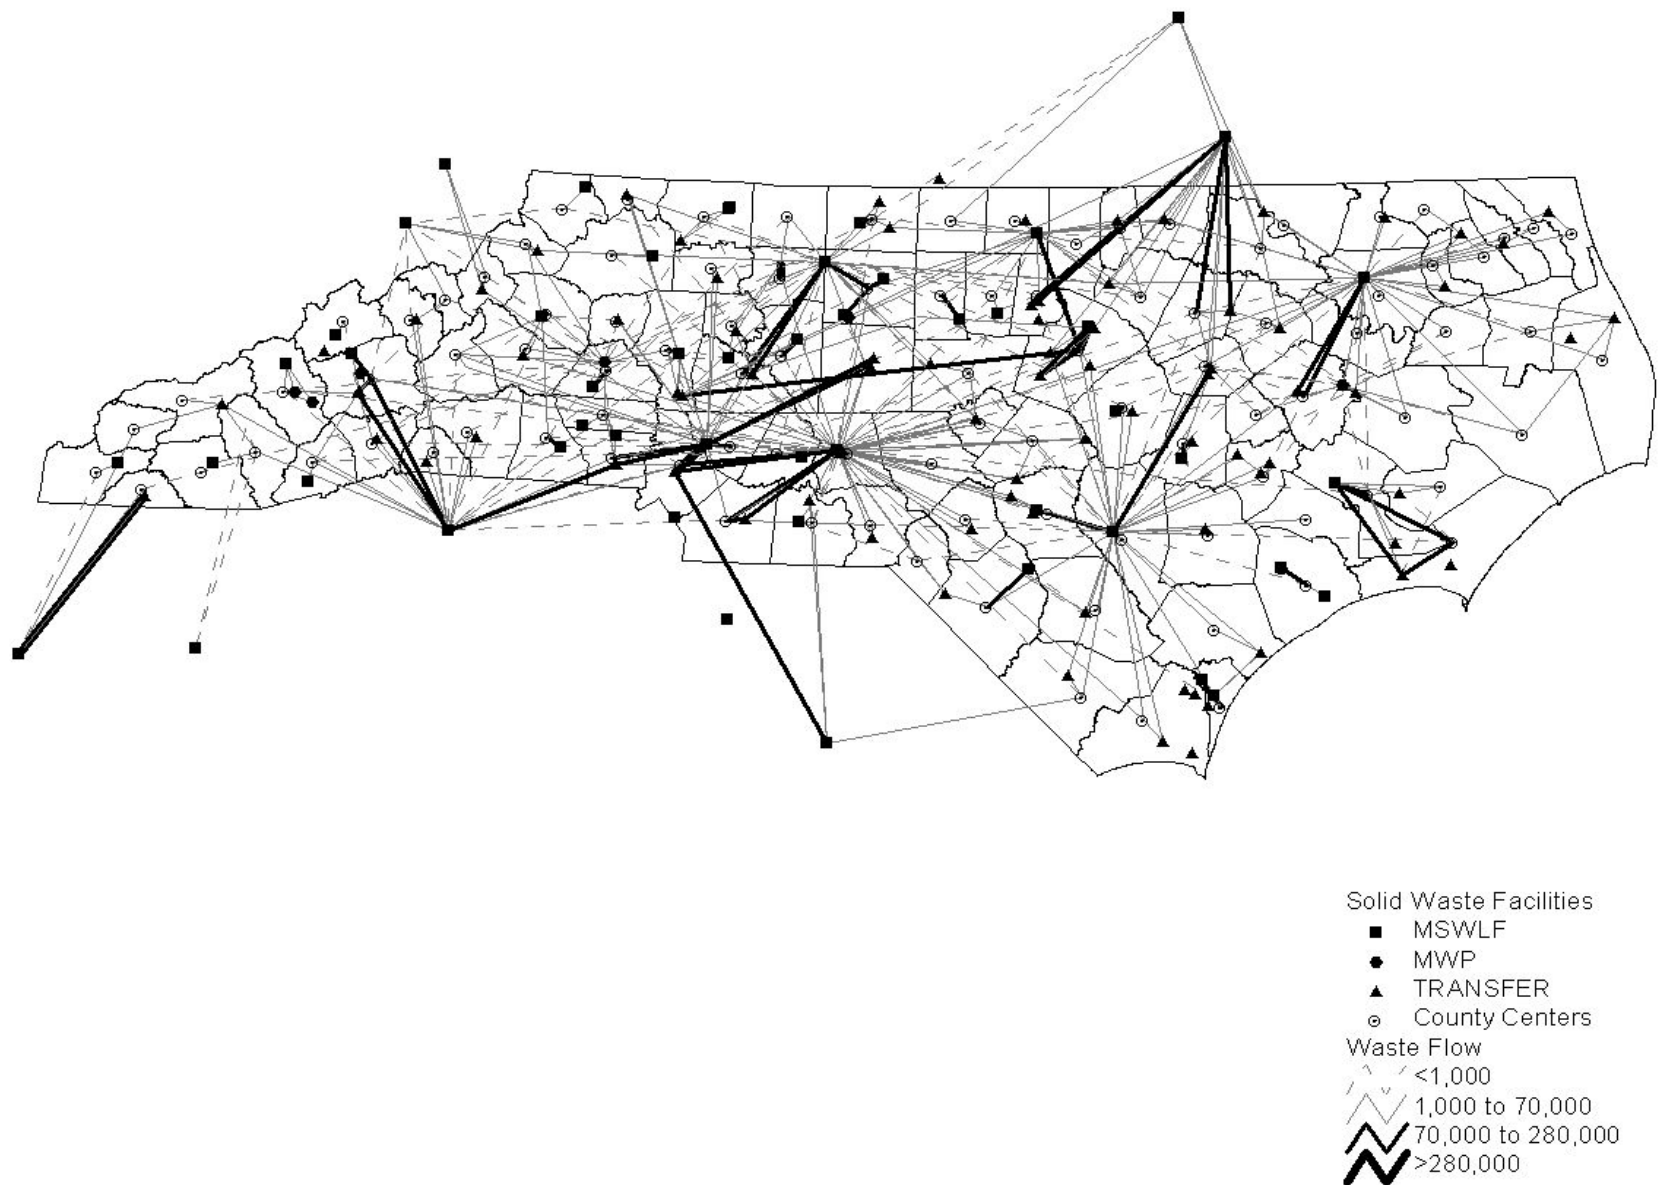 Solid Waste Facilities
MSWLF
MWP
TRANSFER
County Centers
Waste Flow
<1,000
1,000 to 70,000
70,000 to 280,000
>280,000